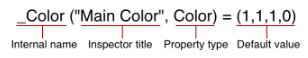 _Color ("Main Color", Color) = (1,1,1,0)
Internal name Inspector title Property type Default value